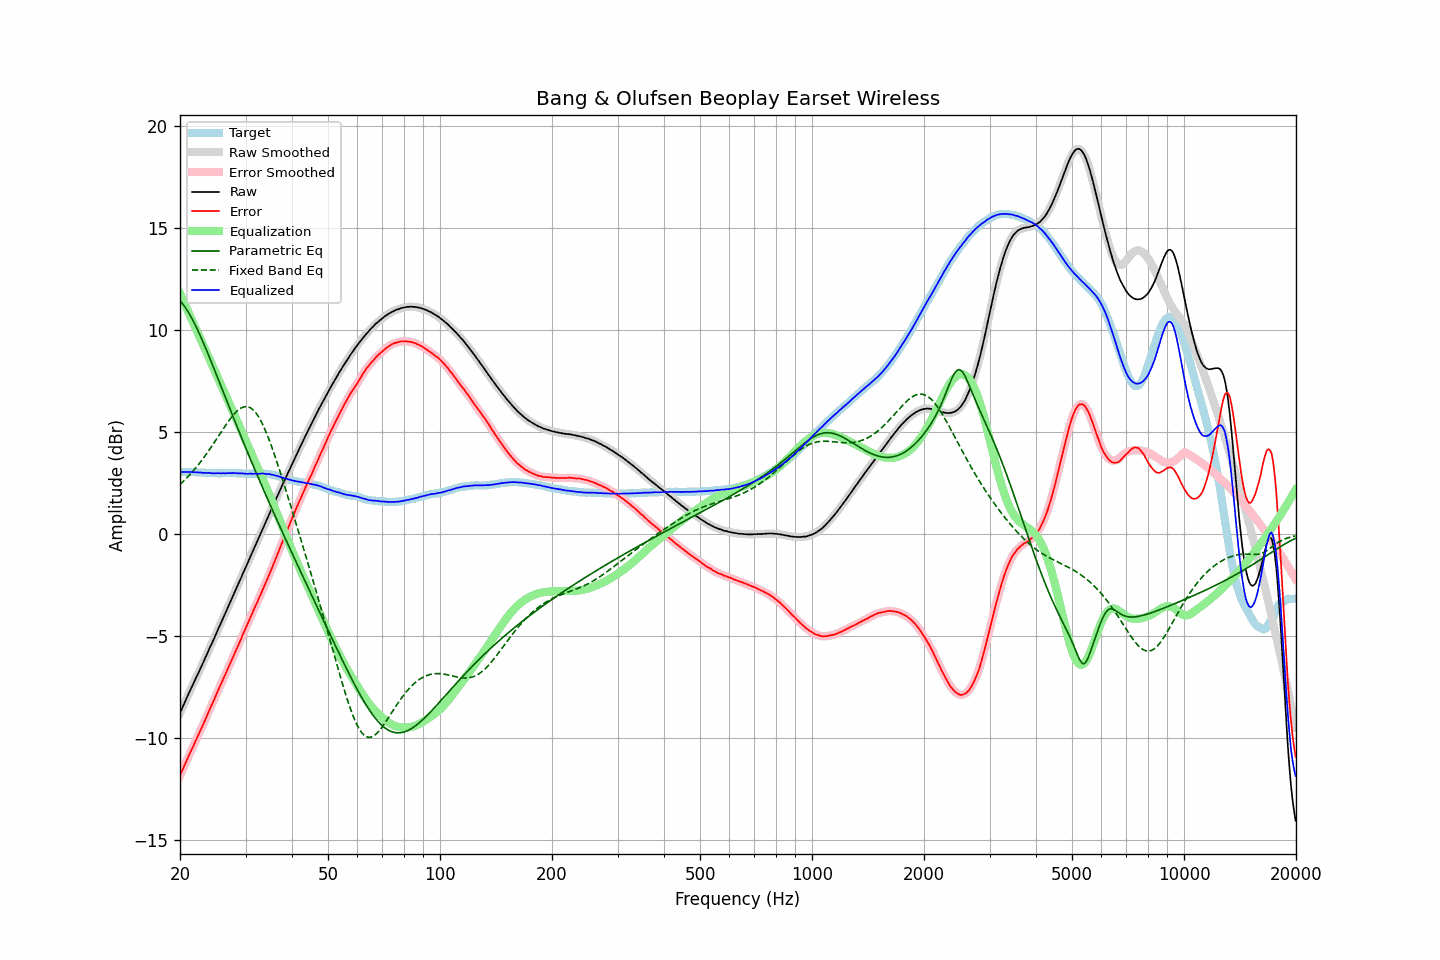 Bang & Olufsen Beoplay Earset Wireless
20
15
10
5
0
−5
−10
−15
Amplitude (dBr)
Target
Raw Smoothed
Error Smoothed
Raw
Error
Equalization
Parametric Eq
Fixed Band Eq
Equalized
20 50 100 200 500 1000 2000 5000 10000 20000
Frequency (Hz)